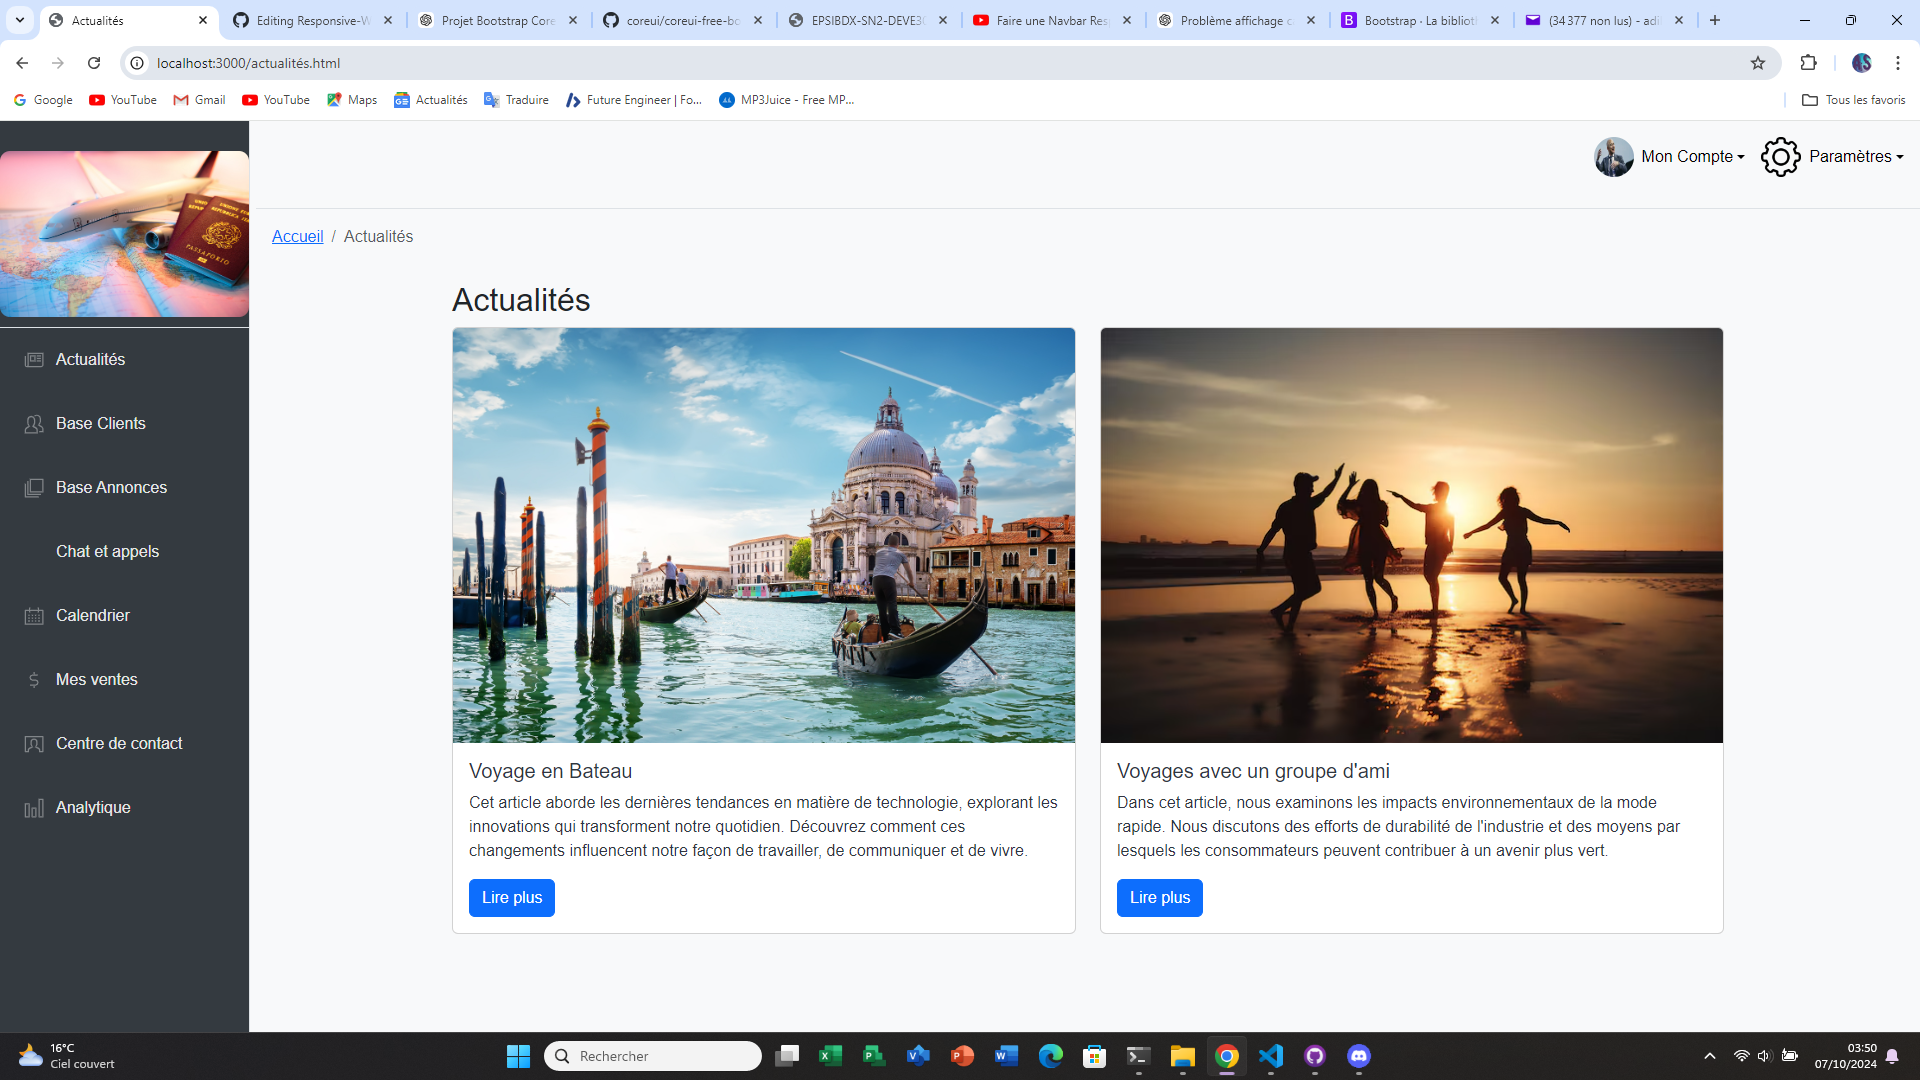 Actualités
Editing Responsive-W
Projet Bootstrap Core
coreui/coreui-free-bo
EPSIBDX-SN2-DEVE3
Faire une Navbar Res
Problème affichage c
Bootstrap · La biblioth
(34 377 non lus) - adi
localhost:3000/actualités.html
Google
YouTube
Gmail
YouTube
Maps
Actualités
Traduire
Future Engineer | Fo...
MP3Juice - Free MP...
Tous les favoris
Mon Compte
Paramètres
Accueil / Actualités
PASSAPORTO
Actualités
Base Clients
Base Annonces
Chat et appels
Calendrier
Mes ventes
Centre de contact
Analytique
Actualités
Voyage en Bateau
Cet article aborde les dernières tendances en matière de technologie, explorant les
innovations qui transforment notre quotidien. Découvrez comment ces
changements influencent notre façon de travailler, de communiquer et de vivre.
Lire plus
Voyages avec un groupe d'ami
Dans cet article, nous examinons les impacts environnementaux de la mode
rapide. Nous discutons des efforts de durabilité de l'industrie et des moyens par
lesquels les consommateurs peuvent contribuer à un avenir plus vert.
Lire plus
16°C
Ciel couvert
Rechercher
03:50
07/10/2024